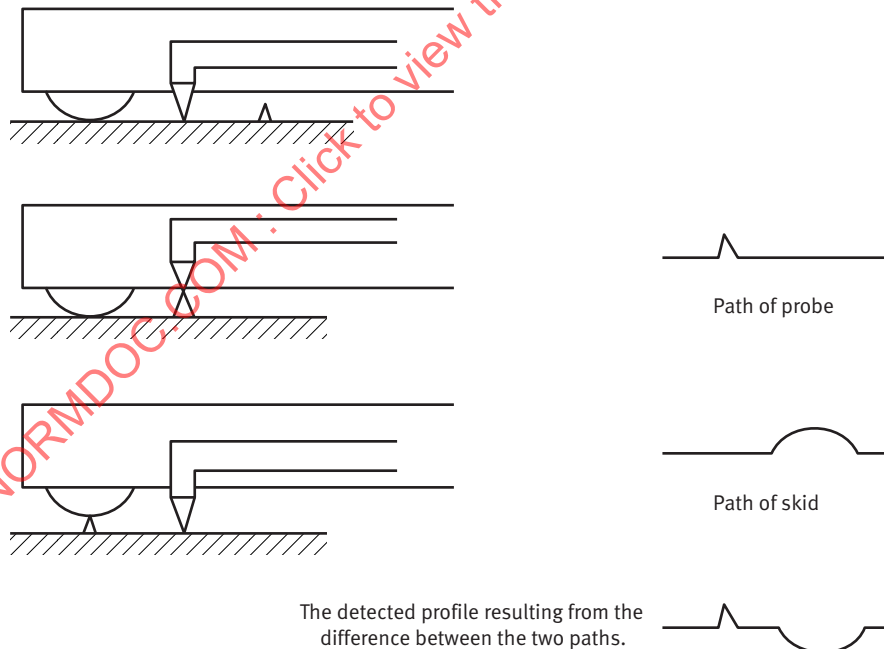 NORMDOC.COM : Click to view th
Path of probe
Path of skid
The detected profile resulting from the
difference between the two paths.